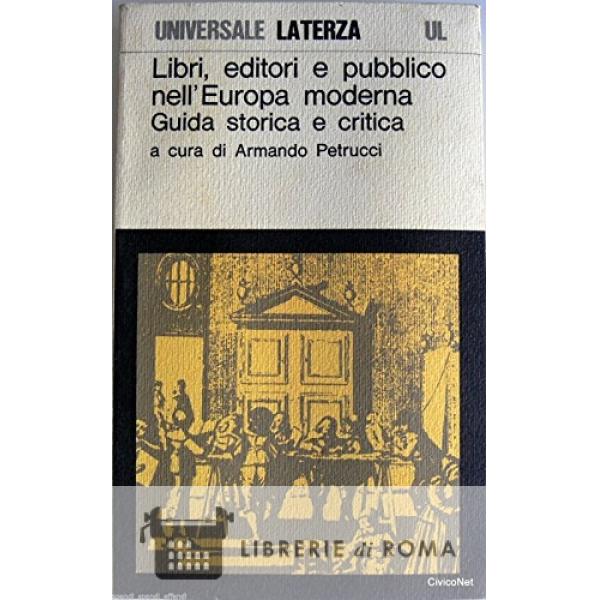 UNIVERSALE LATERZA UL
Libri, editori e pubblico
nell'Europa moderna
Guida storica e critica
a cura di Armando Petrucci
LIBRERIE di ROMA
CivicoNet